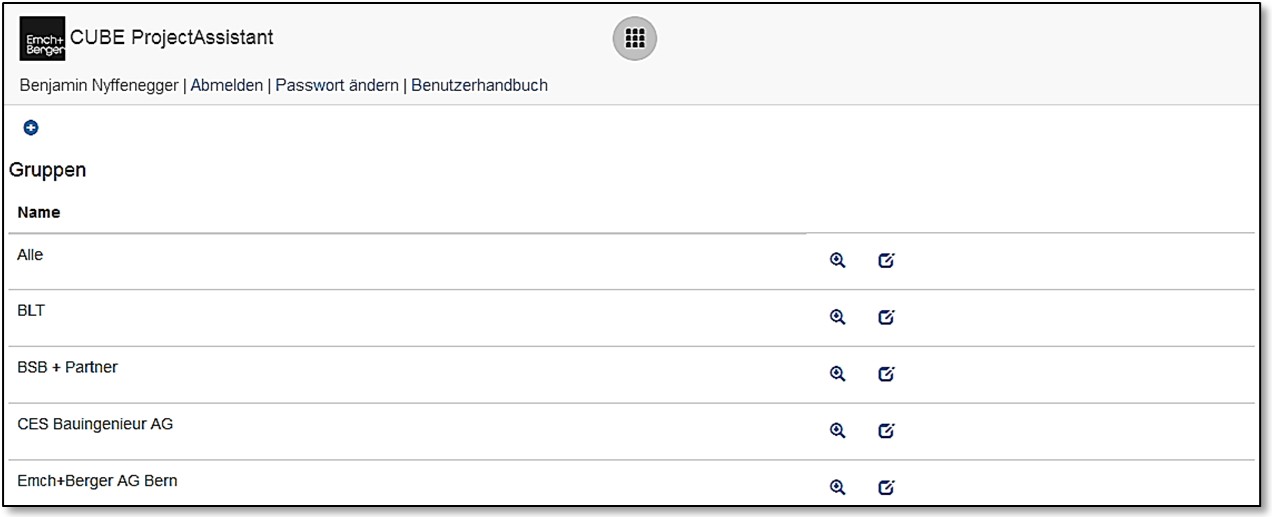 Emch+
Berger
CUBE ProjectAssistant
Benjamin Nyffenegger | Abmelden | Passwort ändern | Benutzerhandbuch
Gruppen
Name
Alle
BLT
BSB + Partner
CES Bauingenieur AG
Emch+Berger AG Bern